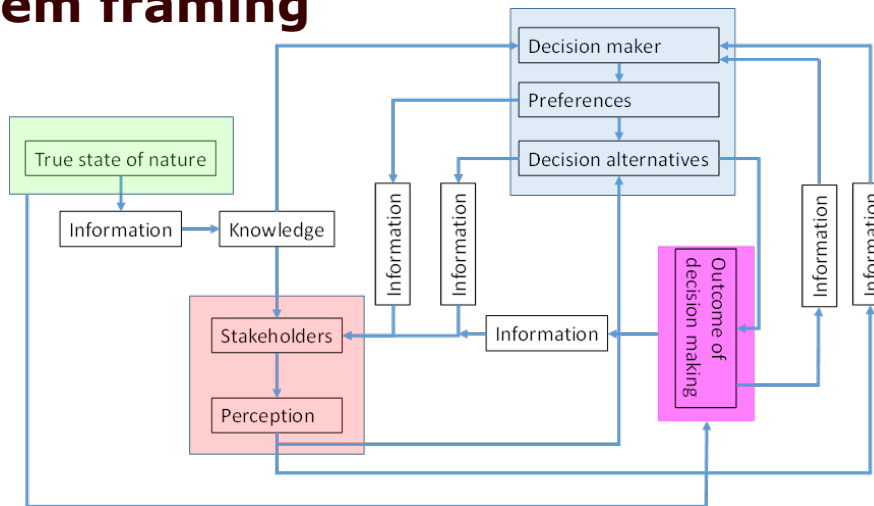 em framing
Decision maker
Preferences
Decision alternatives
True state of nature
Information
Knowledge
Information
Information
Information
Information
Outcome of
decision making
Stakeholders
Information
Perception